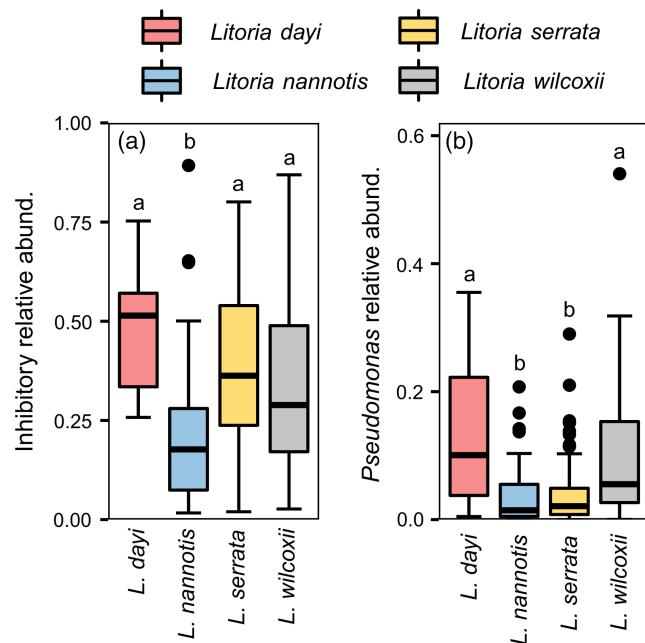 Litoria dayi
Litoria serrata
Litoria nannotis
Litoria wilcoxii
(a)
Inhibitory relative abund.
1.00
0.75
0.50
0.25
0.00
a
b
a
a
L. dayi
L. nannotis
L. serrata
L. wilcoxii
(b)
Pseudomonas relative abund.
0.6
0.4
0.2
0.0
a
b
b
a
L. dayi
L. nannotis
L. serrata
L. wilcoxii